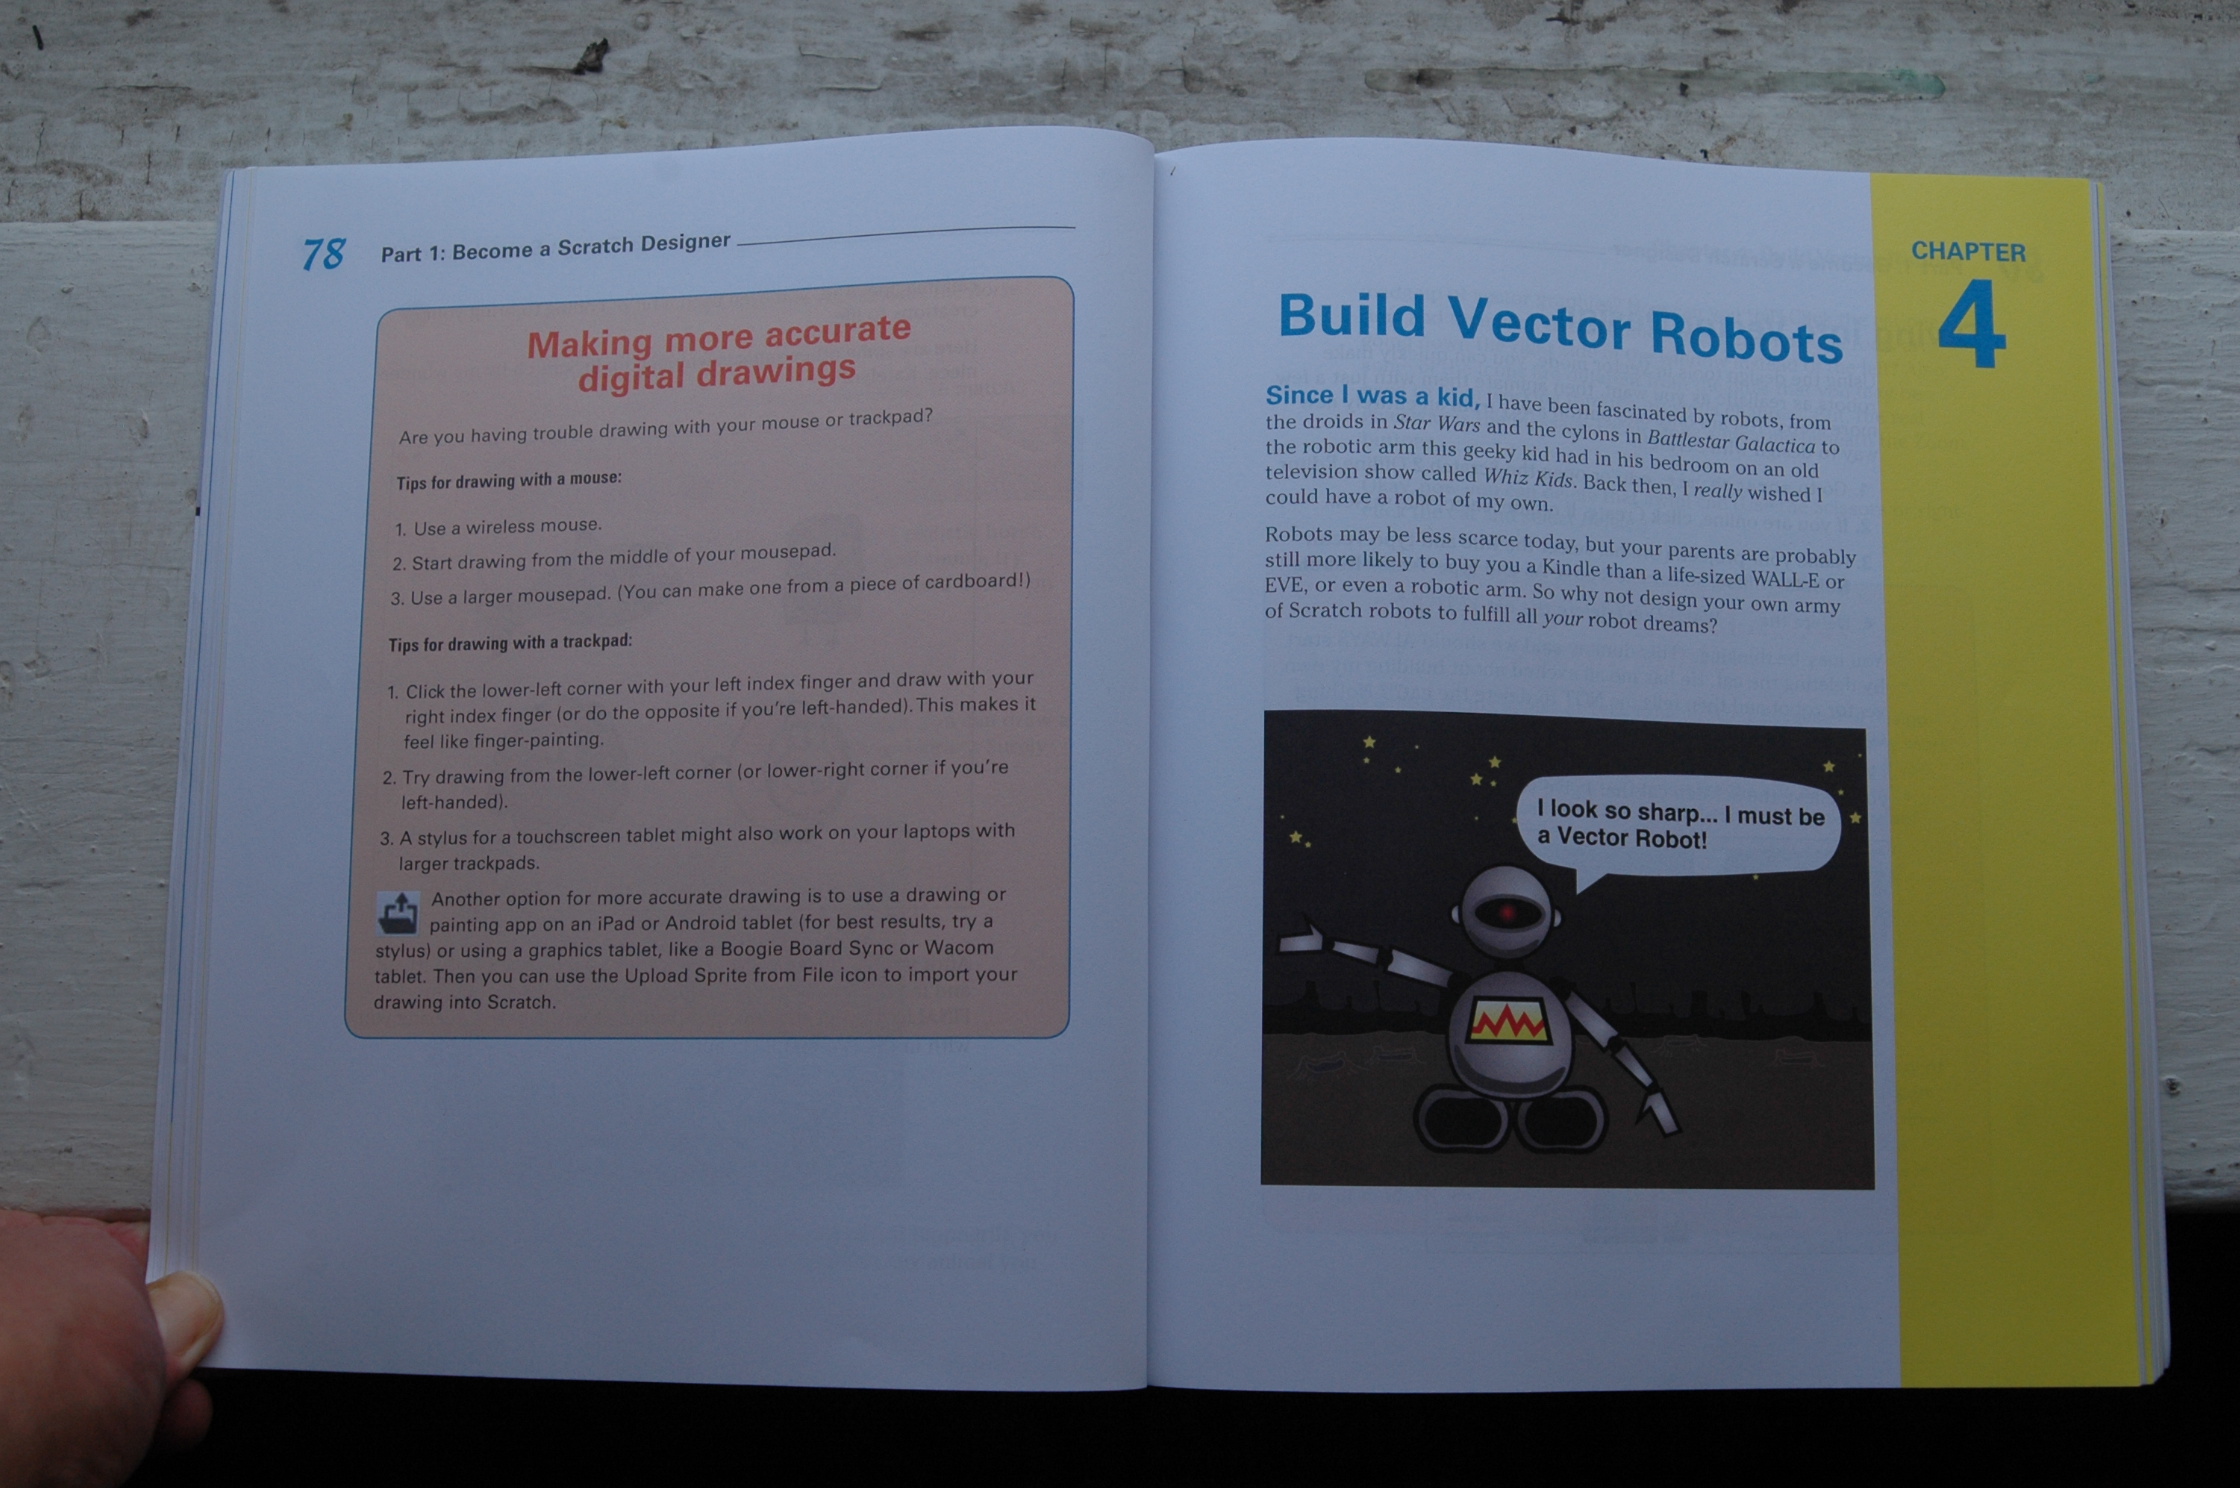 78 Part 1: Become a Scratch Designer
Making more accurate
digital drawings
Are you having trouble drawing with your mouse or trackpad?
Tips for drawing with a mouse:
1. Use a wireless mouse.
2. Start drawing from the middle of your mousepad.
3. Use a larger mousepad. (You can make one from a piece of cardboard!)
Tips for drawing with a trackpad:
1. Click the lower-left corner with your left index finger and draw with your
right index finger (or do the opposite if you're left-handed). This makes it
feel like finger-painting.
2. Try drawing from the lower-left corner (or lower-right corner if you're
left-handed).
3. A stylus for a touchscreen tablet might also work on your laptops with
larger trackpads.
Another option for more accurate drawing is to use a drawing or
painting app on an iPad or Android tablet (for best results, try a
stylus) or using a graphics tablet, like a Boogie Board Sync or Wacom
tablet. Then you can use the Upload Sprite from File icon to import your
drawing into Scratch.
CHAPTER
4
Build Vector Robots
Since I was a kid, I have been fascinated by robots, from
the droids in Star Wars and the cylons in Battlestar Galactica to
the robotic arm this geeky kid had in his bedroom on an old
television show called Whiz Kids. Back then, I really wished I
could have a robot of my own.
Robots may be less scarce today, but your parents are probably
still more likely to buy you a Kindle than a life-sized WALL-E or
EVE, or even a robotic arm. So why not design your own army
of Scratch robots to fulfill all your robot dreams?
I look so sharp... I must be
a Vector Robot!